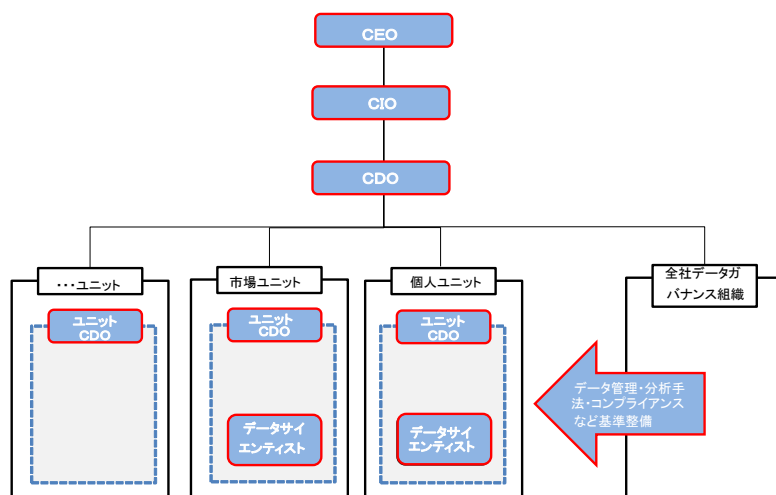 CEO
CIO
CDO
・・・ユニット
市場ユニット
個人ユニット
全社データガ
バナンス組織
ユニット
CDO
ユニット
CDO
ユニット
CDO
データ管理・分析手
法・コンプライアンス
など基準整備
データサイ
エンティスト
データサイ
エンティスト